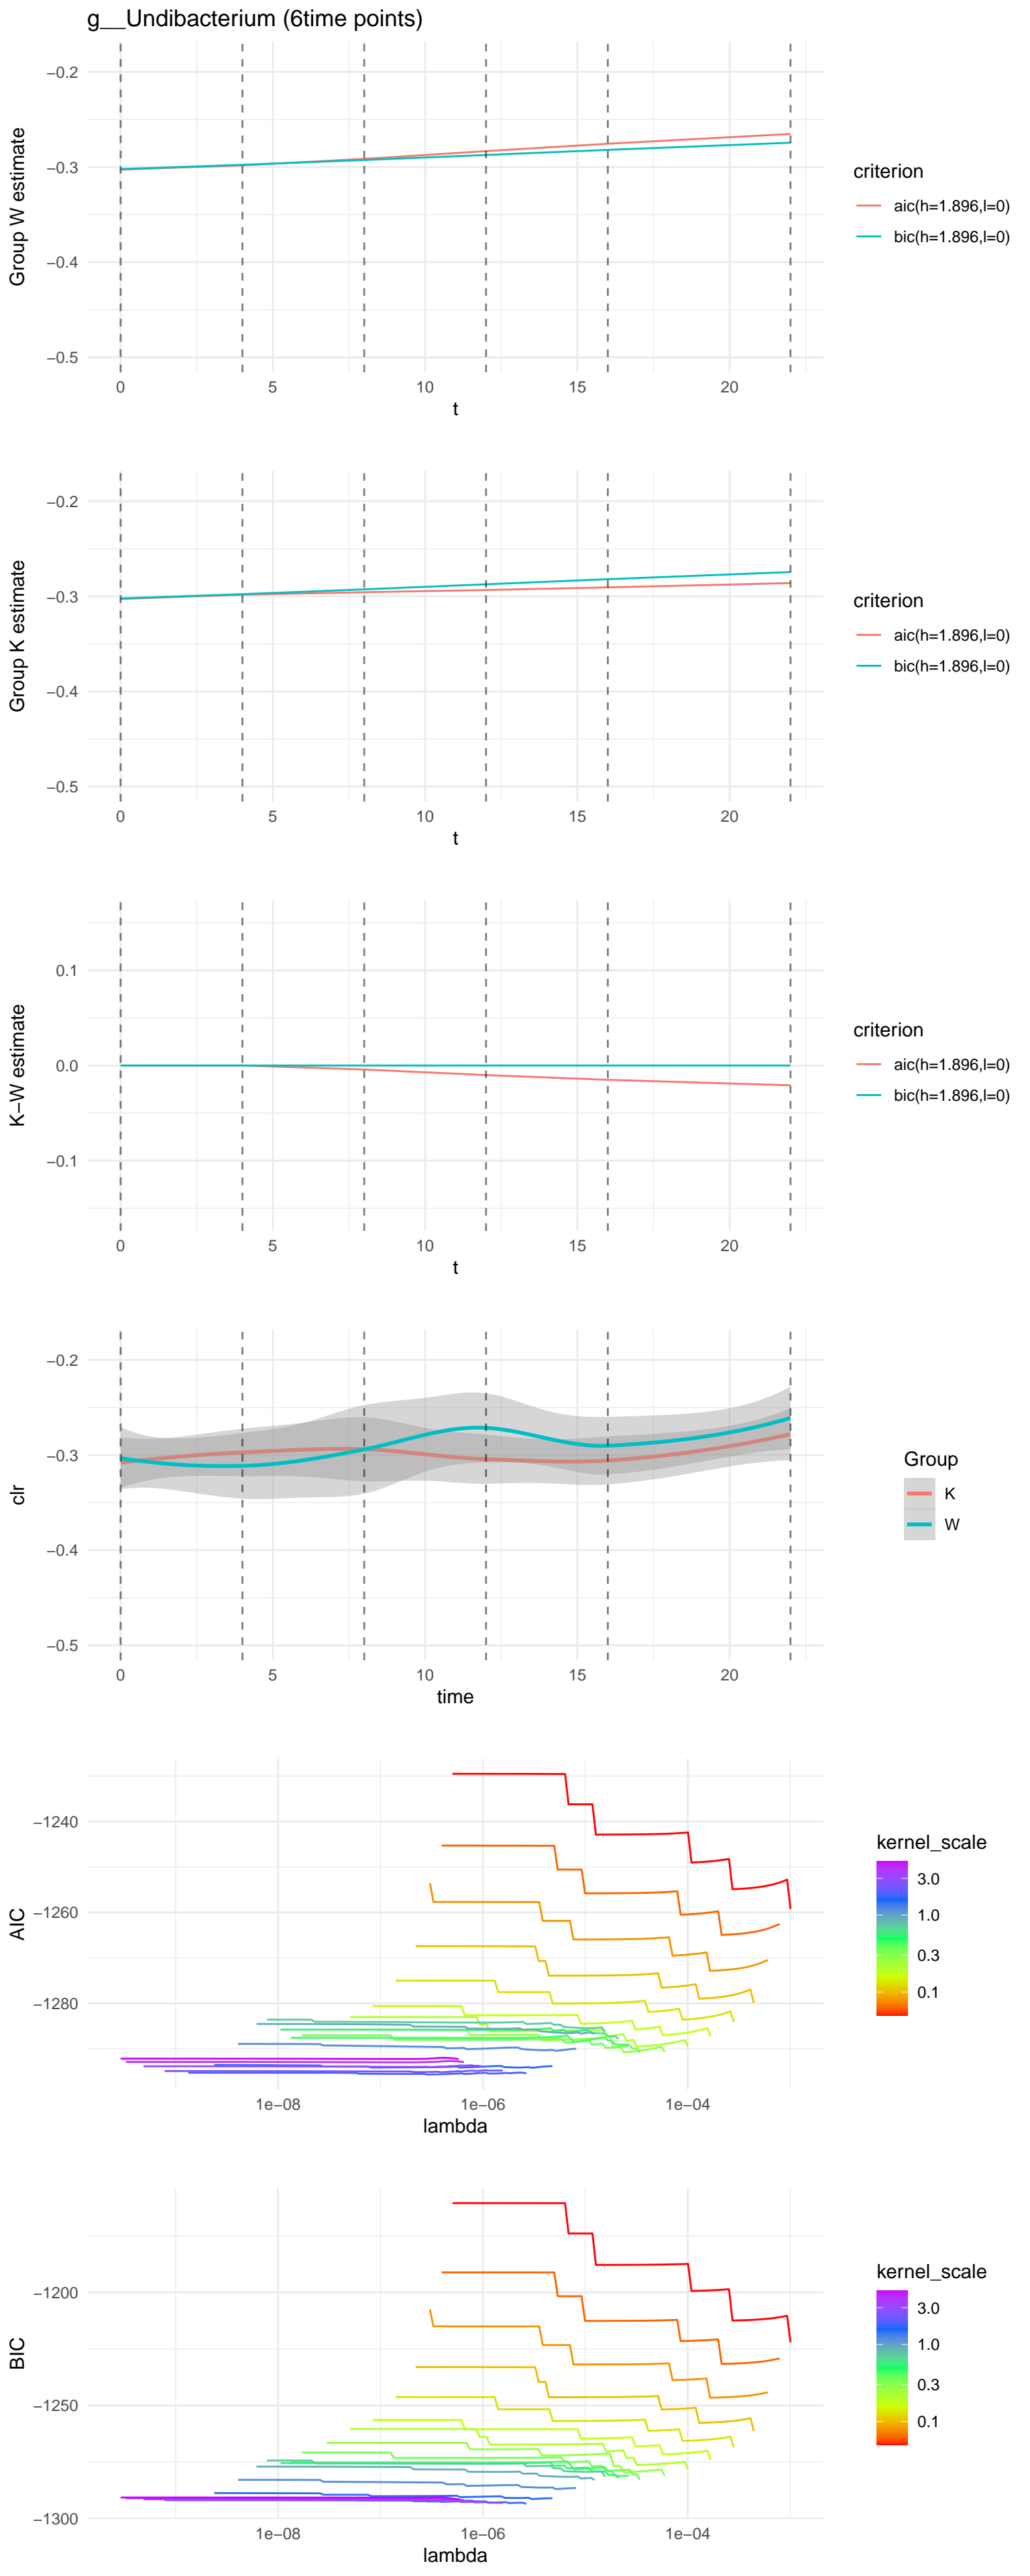 g__Undibacterium (6time points)
Group W estimate
−0.2
−0.3
−0.4
−0.5
0 5 10 15 20
t
criterion
aic(h=1.896,l=0)
bic(h=1.896,l=0)
Group K estimate
−0.2
−0.3
−0.4
−0.5
0 5 10 15 20
t
criterion
aic(h=1.896,l=0)
bic(h=1.896,l=0)
K−W estimate
0.1
0.0
−0.1
0 5 10 15 20
t
criterion
aic(h=1.896,l=0)
bic(h=1.896,l=0)
clr
−0.2
−0.3
−0.4
−0.5
0 5 10 15 20
time
Group
K
W
AIC
−1240
−1260
−1280
1e−08 1e−06 1e−04
lambda
kernel_scale
3.0
1.0
0.3
0.1
BIC
−1200
−1250
−1300
1e−08 1e−06 1e−04
lambda
kernel_scale
3.0
1.0
0.3
0.1